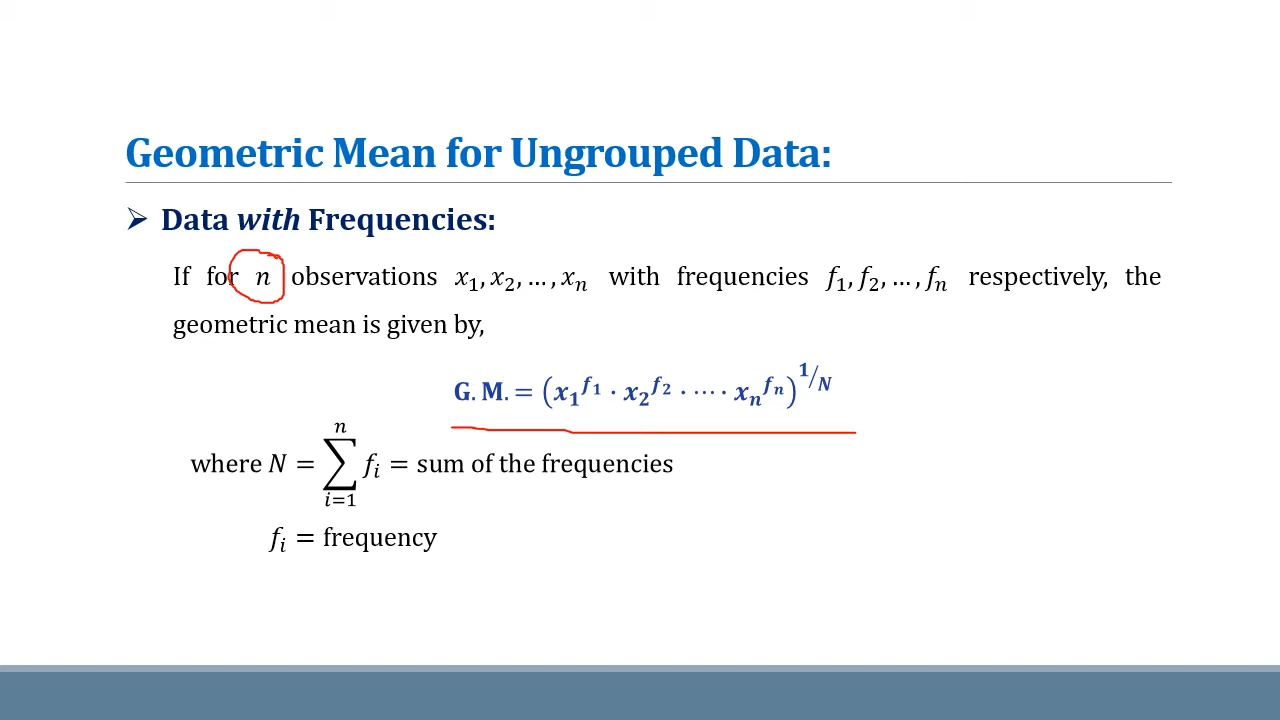 Geometric Mean for Ungrouped Data:
➢ Data with Frequencies:
If for n observations x₁, x₂, … , xₙ with frequencies f₁, f₂, … , fₙ respectively, the
geometric mean is given by,
G. M. = (x₁^f₁ · x₂^f₂ · ⋯ · xₙ^fₙ)^1/N
where N = ∑_{i=1}^{n} fᵢ = sum of the frequencies
fᵢ = frequency